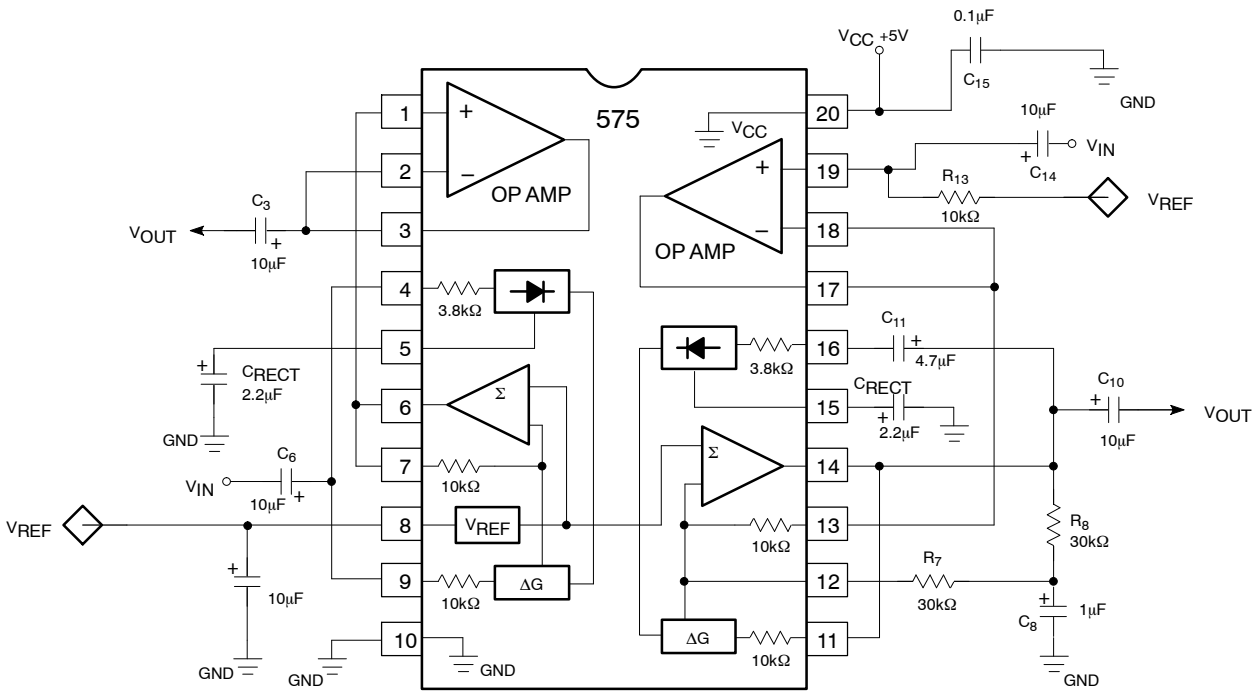 575
1
2
3
4
5
6
7
8
9
10
20
19
18
17
16
15
14
13
12
11
+
−
OP AMP
C3
VOUT
+
10µF
3.8kΩ
+
CRECT
2.2µF
GND
Σ
C6
VIN
10µF
+
10kΩ
VREF
VREF
+
10µF
GND
10kΩ
ΔG
GND
GND
VCC +5V
0.1µF
C15
GND
VCC
+
−
OP AMP
10µF
VIN
+
C14
R13
10kΩ
VREF
3.8kΩ
C11
+
4.7µF
CRECT
+
2.2µF
C10
+
10µF
VOUT
Σ
10kΩ
R8
30kΩ
R7
30kΩ
+
1µF
C8
GND
ΔG
10kΩ